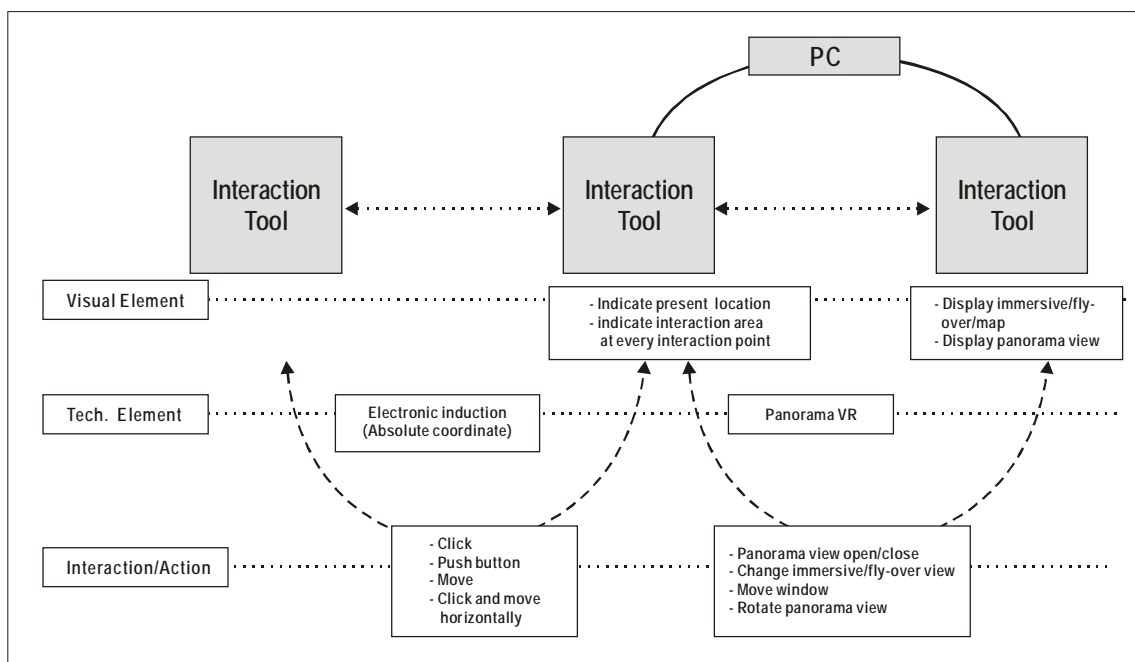 PC
Interaction
Tool
Interaction
Tool
Interaction
Tool
Visual Element
- Indicate present location
- indicate interaction area
at every interaction point
- Display immersive/fly-
over/map
- Display panorama view
Tech. Element
Electronic induction
(Absolute coordinate)
Panorama VR
Interaction/Action
- Click
- Push button
- Move
- Click and move
horizontally
- Panorama view open/close
- Change immersive/fly-over view
- Move window
- Rotate panorama view